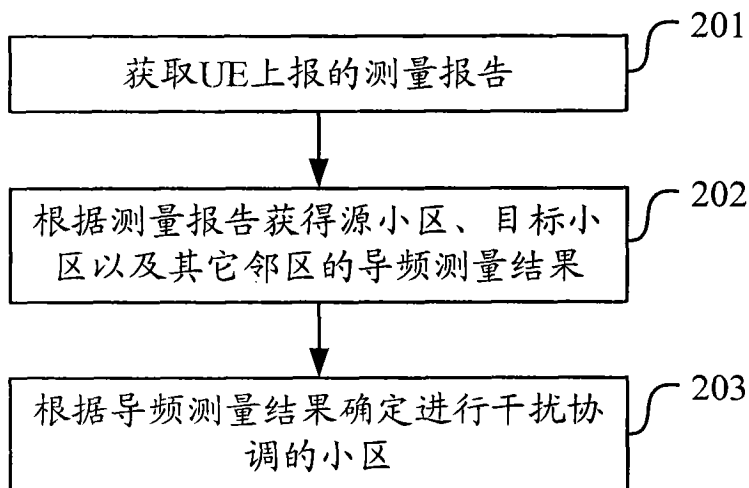 201
获取UE上报的测量报告
202
根据测量报告获得源小区、目标小
区以及其它邻区的导频测量结果
203
根据导频测量结果确定进行干扰协
调的小区